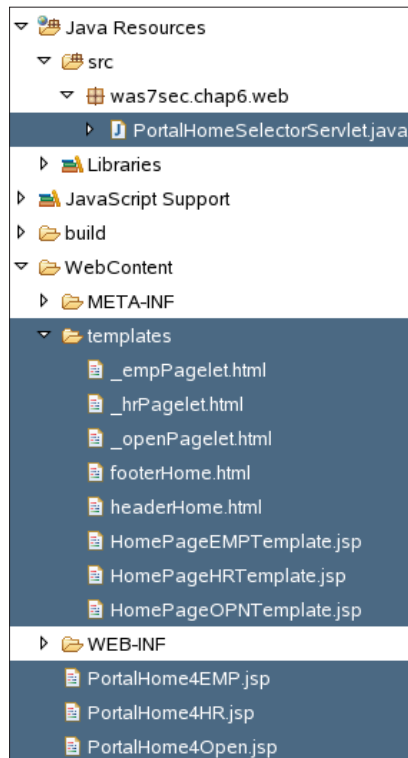 Java Resources
src
was7sec.chap6.web
PortalHomeSelectorServlet.java
Libraries
JavaScript Support
build
WebContent
META-INF
templates
_empPagelet.html
_hrPagelet.html
_openPagelet.html
footerHome.html
headerHome.html
HomePageEMPTemplate.jsp
HomePageHRTemplate.jsp
HomePageOPNTemplate.jsp
WEB-INF
PortalHome4EMP.jsp
PortalHome4HR.jsp
PortalHome4Open.jsp